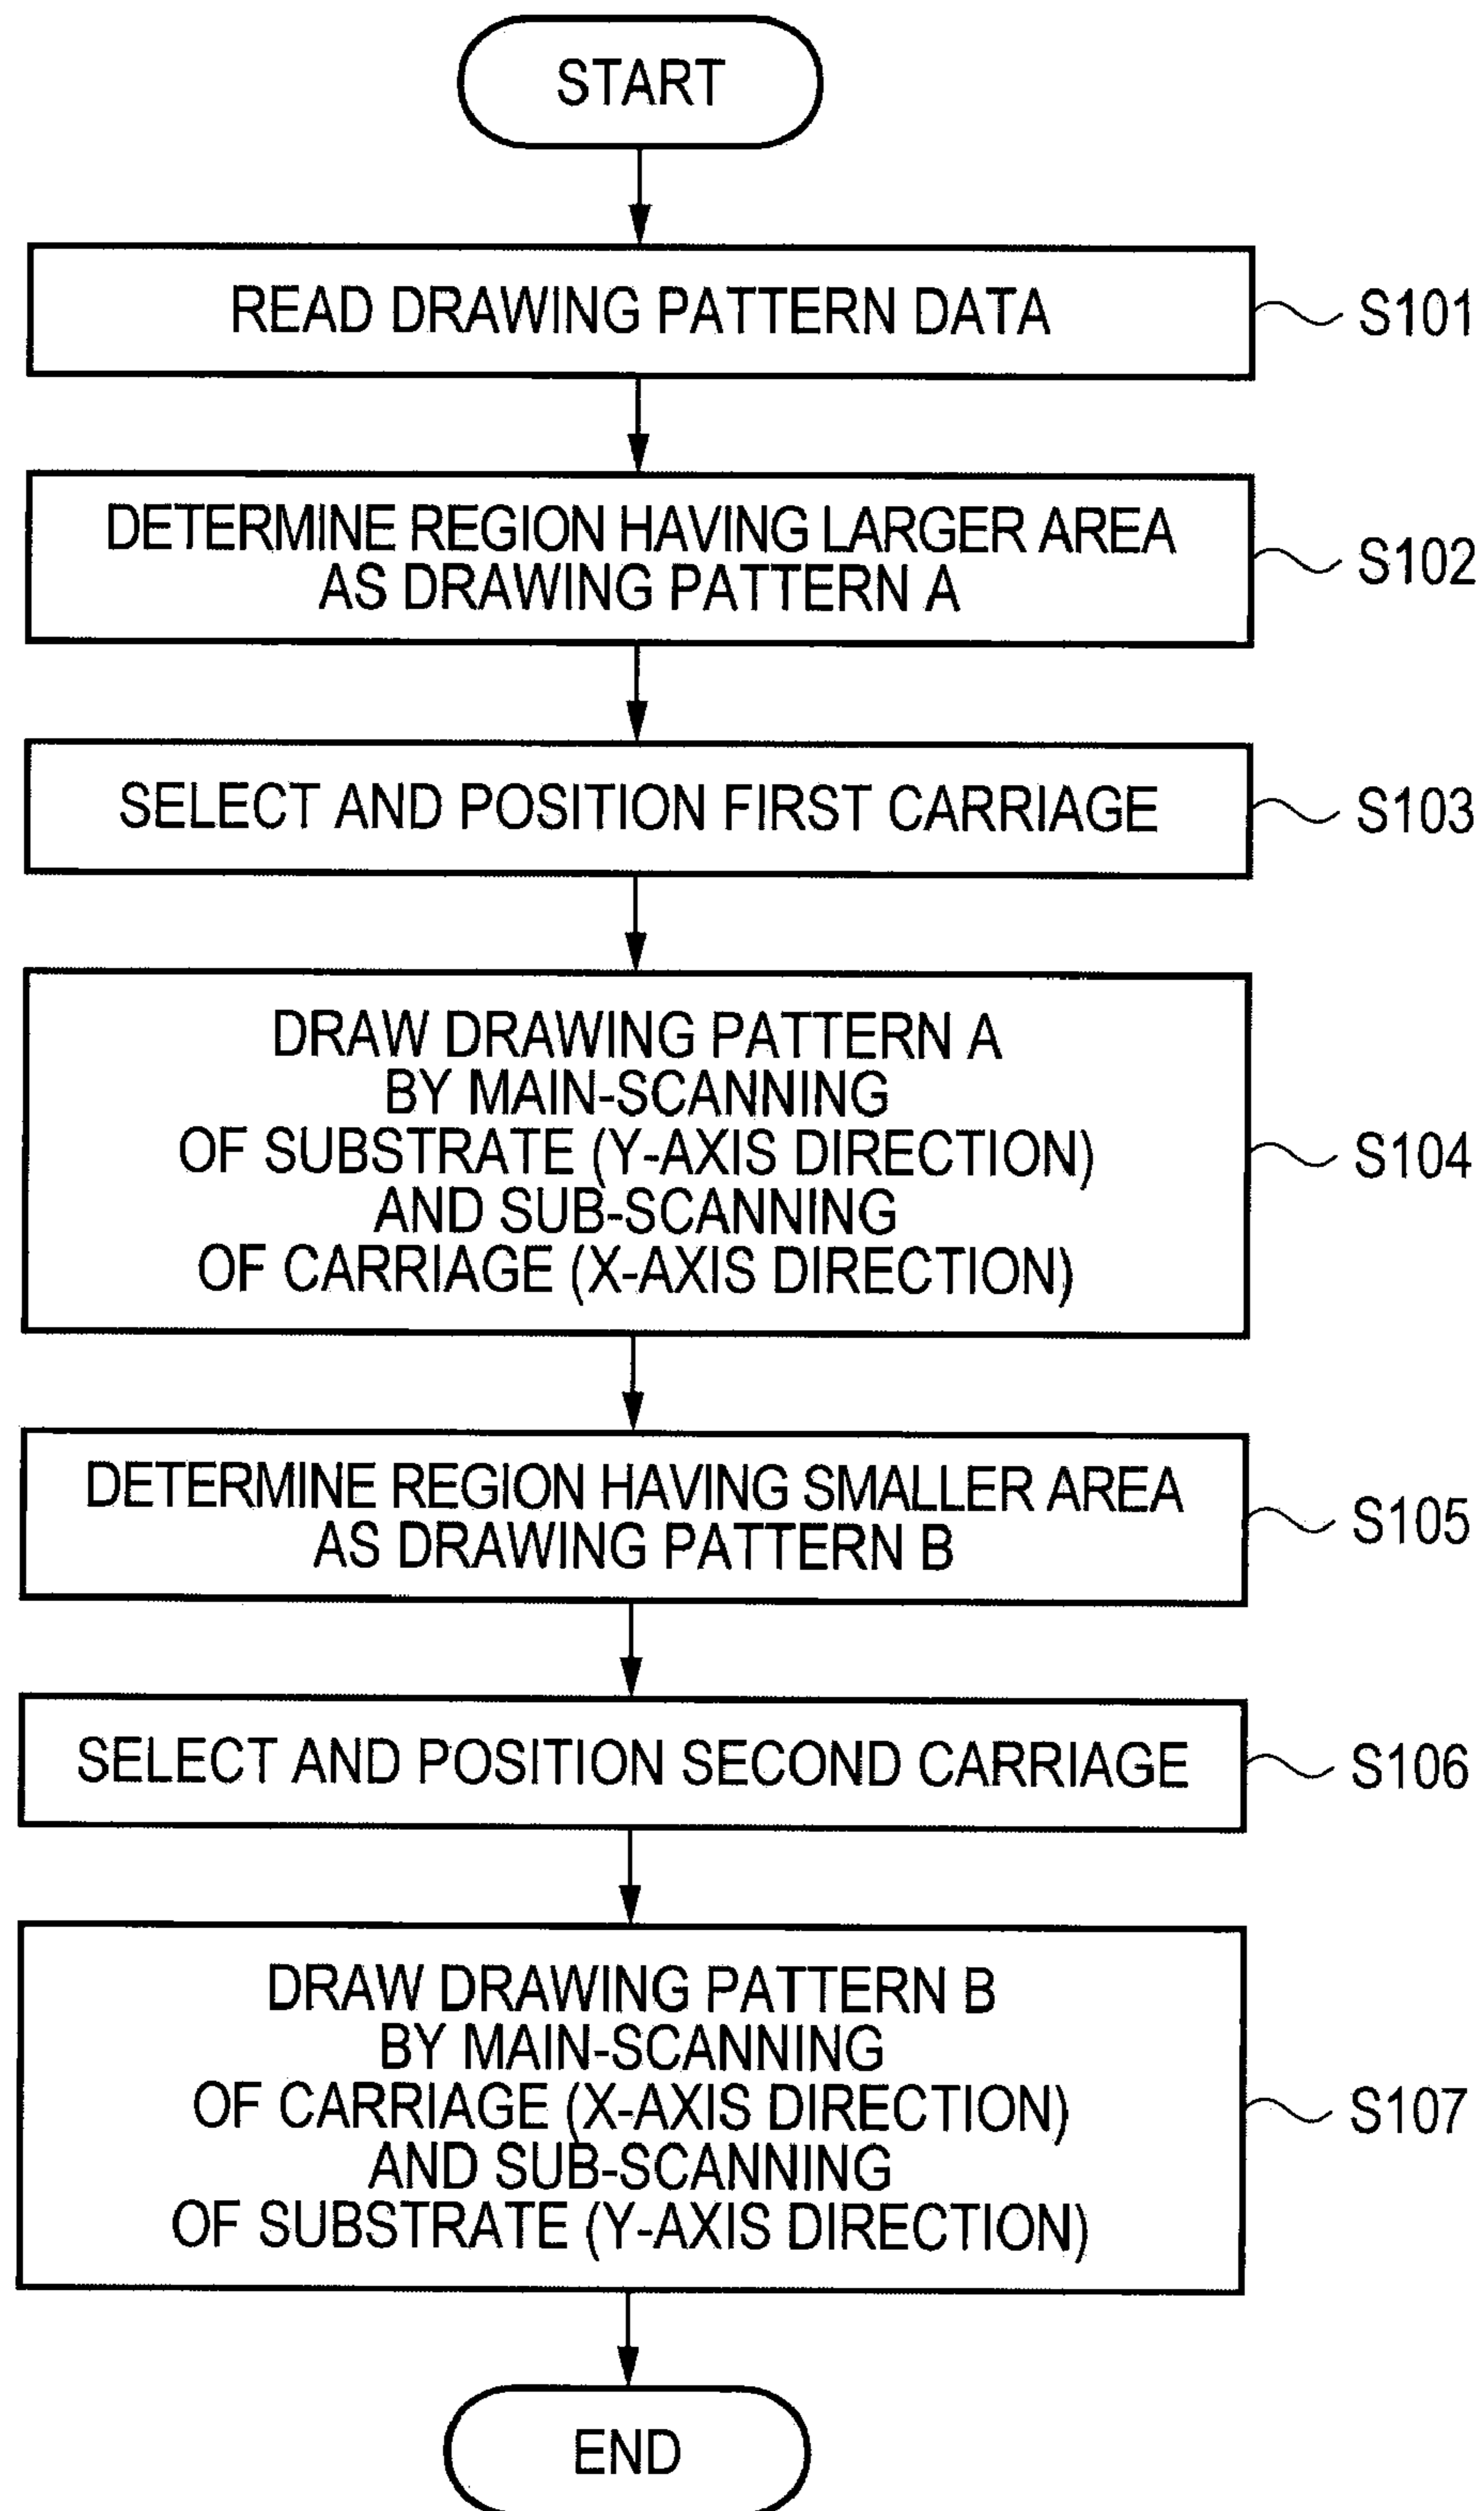 START
READ DRAWING PATTERN DATA
S101
DETERMINE REGION HAVING LARGER AREA
AS DRAWING PATTERN A
S102
SELECT AND POSITION FIRST CARRIAGE
S103
DRAW DRAWING PATTERN A
BY MAIN-SCANNING
OF SUBSTRATE (Y-AXIS DIRECTION)
AND SUB-SCANNING
OF CARRIAGE (X-AXIS DIRECTION)
S104
DETERMINE REGION HAVING SMALLER AREA
AS DRAWING PATTERN B
S105
SELECT AND POSITION SECOND CARRIAGE
S106
DRAW DRAWING PATTERN B
BY MAIN-SCANNING
OF CARRIAGE (X-AXIS DIRECTION)
AND SUB-SCANNING
OF SUBSTRATE (Y-AXIS DIRECTION)
S107
END